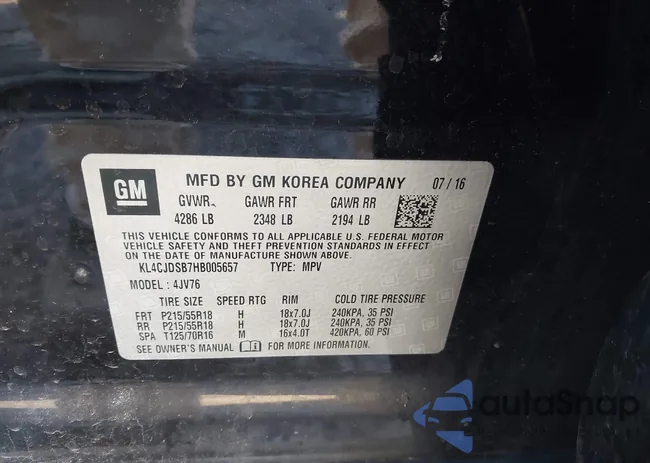 GM
MFD BY GM KOREA COMPANY 07/16
GVWR GAWR FRT GAWR RR
4286 LB 2348 LB 2194 LB
THIS VEHICLE CONFORMS TO ALL APPLICABLE U.S. FEDERAL MOTOR
VEHICLE SAFETY AND THEFT PREVENTION STANDARDS IN EFFECT
ON THE DATE OF MANUFACTURE SHOWN ABOVE.
KL4CJDSB7HB005657 TYPE: MPV
MODEL: 4JV76
TIRE SIZE SPEED RTG RIM COLD TIRE PRESSURE
FRT P215/55R18 H 18x7.0J 240KPA, 35 PSI
RR P215/55R18 H 18x7.0J 240KPA, 35 PSI
SPA T125/70R16 M 16x4.0T 420KPA, 60 PSI
SEE OWNER'S MANUAL FOR MORE INFORMATION.
autoSnap